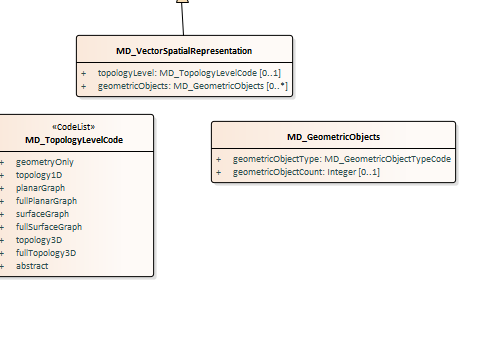 MD_VectorSpatialRepresentation
+ topologyLevel: MD_TopologyLevelCode [0..1]
+ geometricObjects: MD_GeometricObjects [0..*]
«CodeList»
MD_TopologyLevelCode
+ geometryOnly
+ topology1D
+ planarGraph
+ fullPlanarGraph
+ surfaceGraph
+ fullSurfaceGraph
+ topology3D
+ fullTopology3D
+ abstract
MD_GeometricObjects
+ geometricObjectType: MD_GeometricObjectTypeCode
+ geometricObjectCount: Integer [0..1]